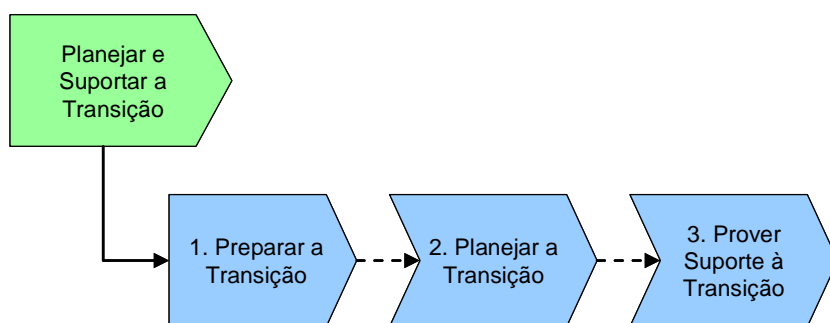 Planejar e
Suportar a
Transição
1. Preparar a
Transição
2. Planejar a
Transição
3. Prover
Suporte à
Transição